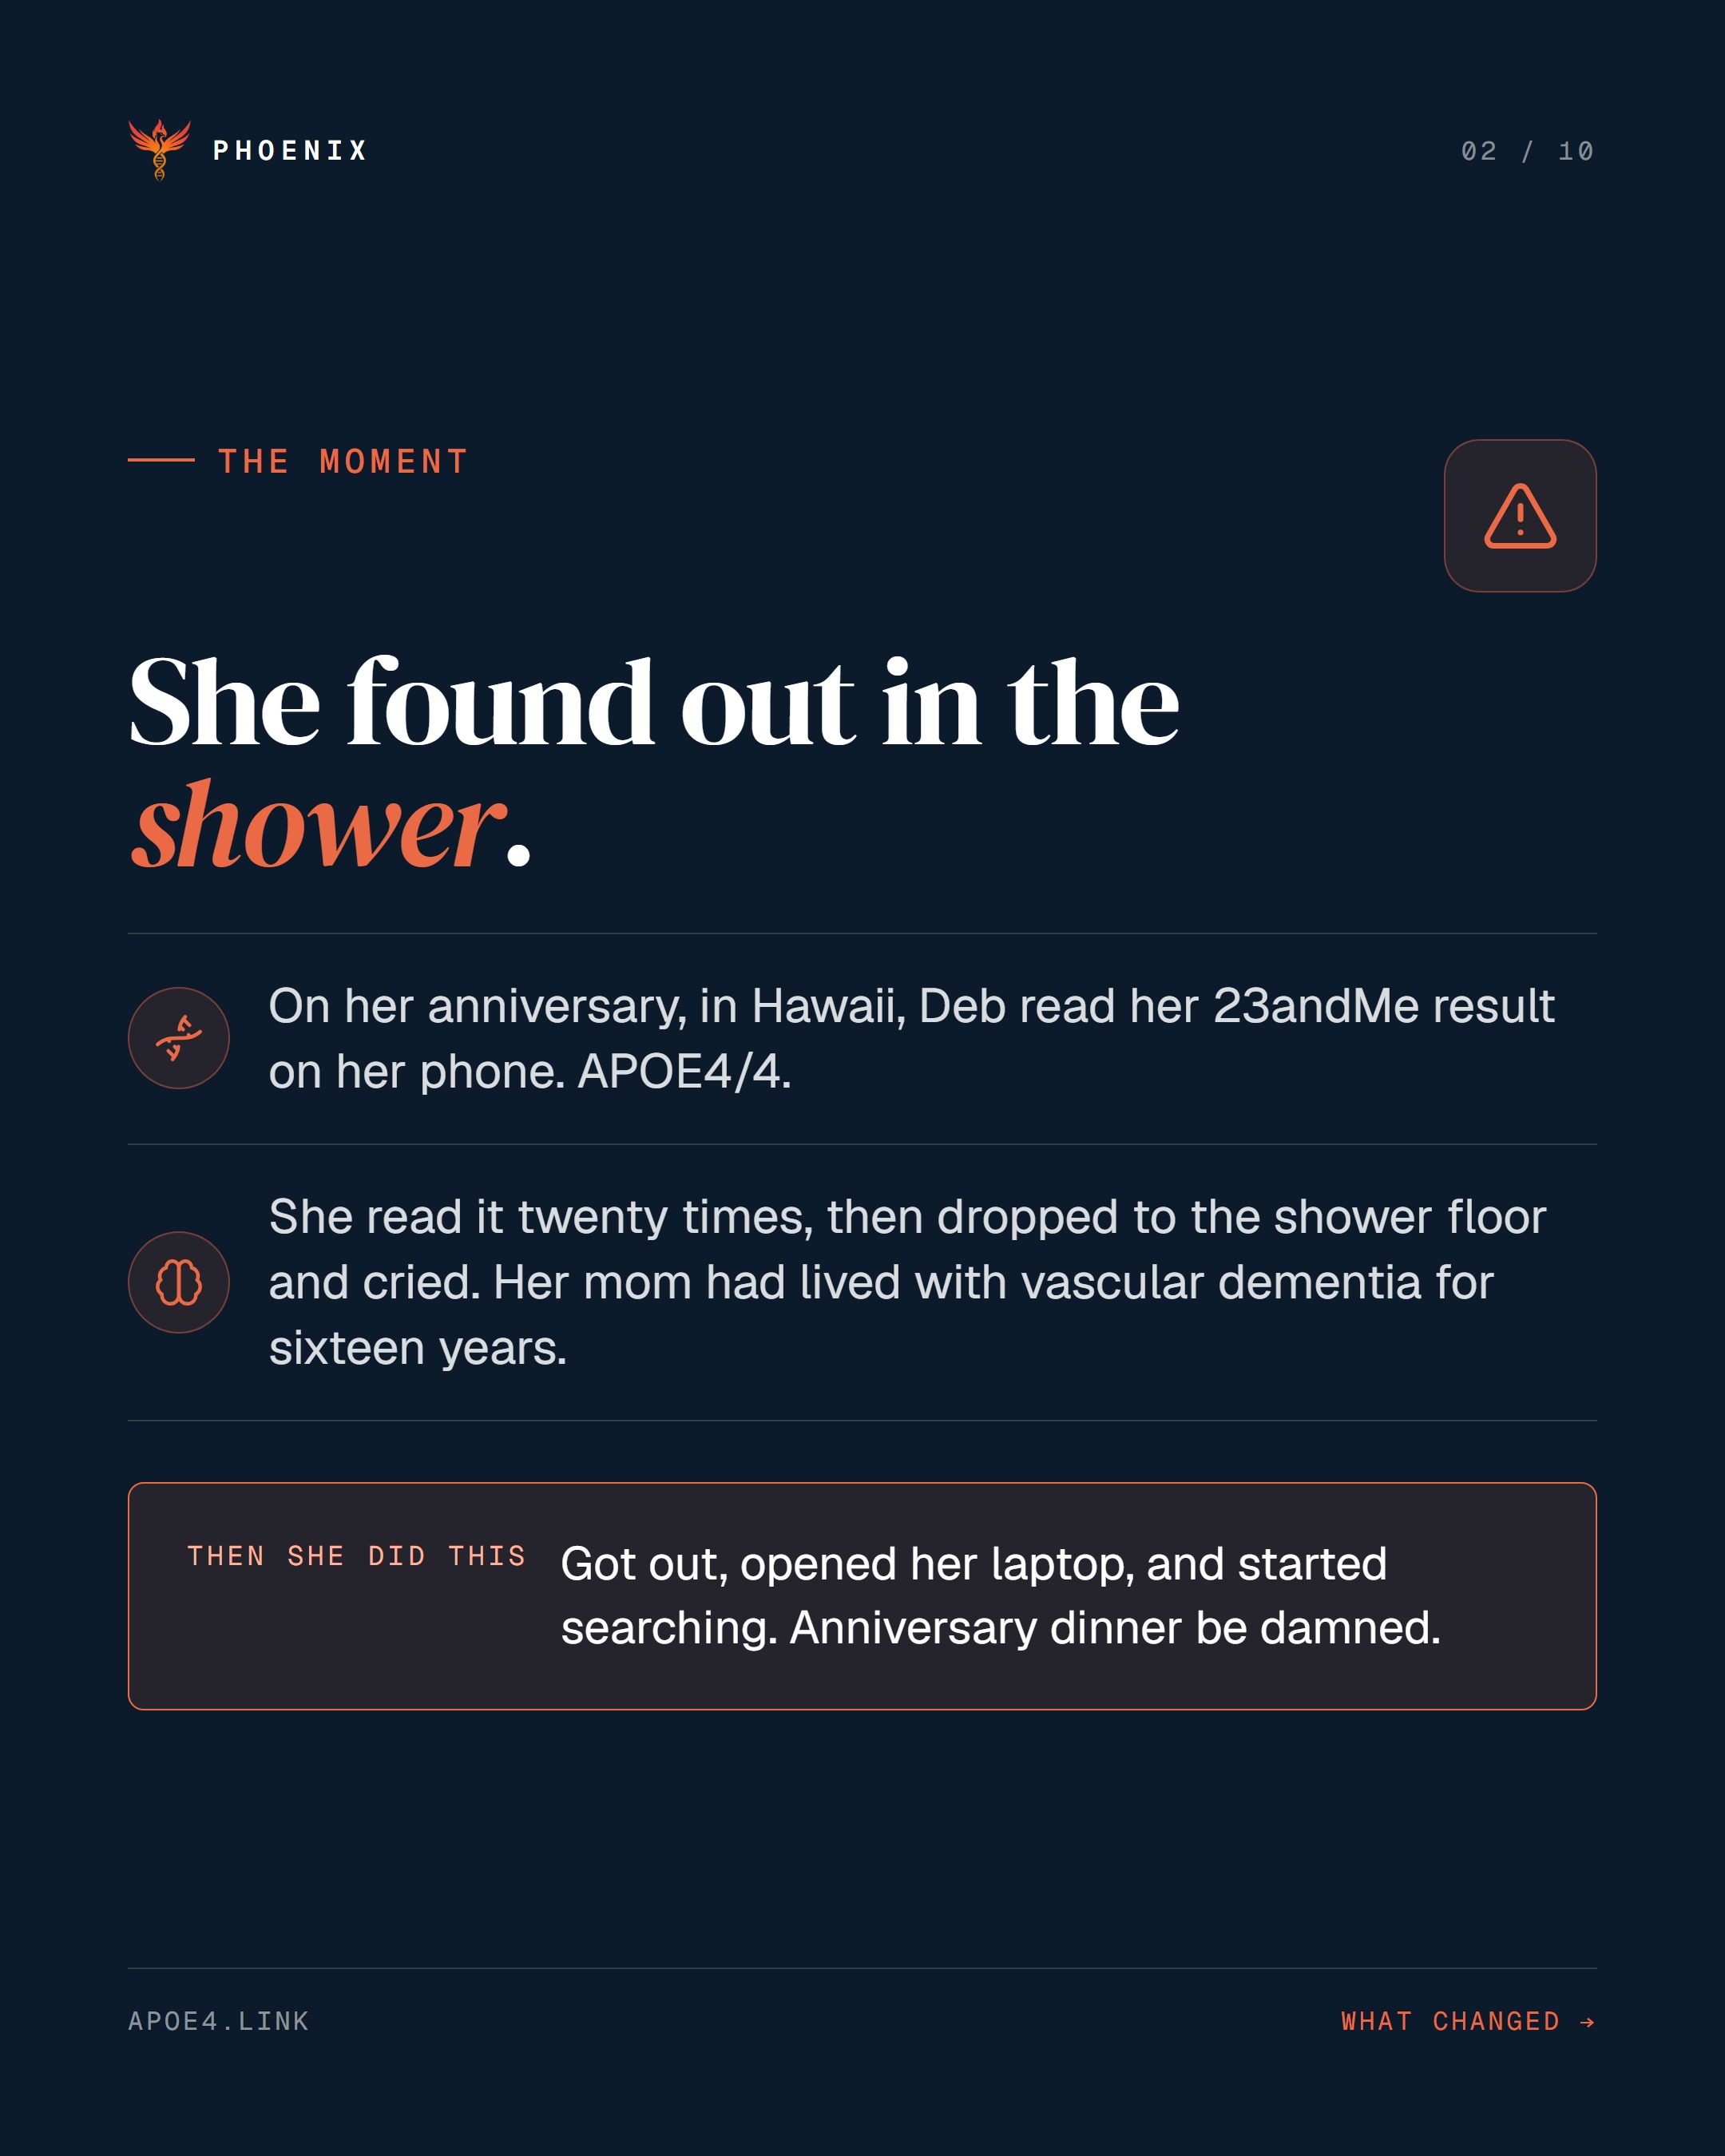 PHOENIX
02 / 10
THE MOMENT
She found out in the
shower.
On her anniversary, in Hawaii, Deb read her 23andMe result
on her phone. APOE4/4.
She read it twenty times, then dropped to the shower floor
and cried. Her mom had lived with vascular dementia for
sixteen years.
THEN SHE DID THIS
Got out, opened her laptop, and started
searching. Anniversary dinner be damned.
APOE4.LINK
WHAT CHANGED →